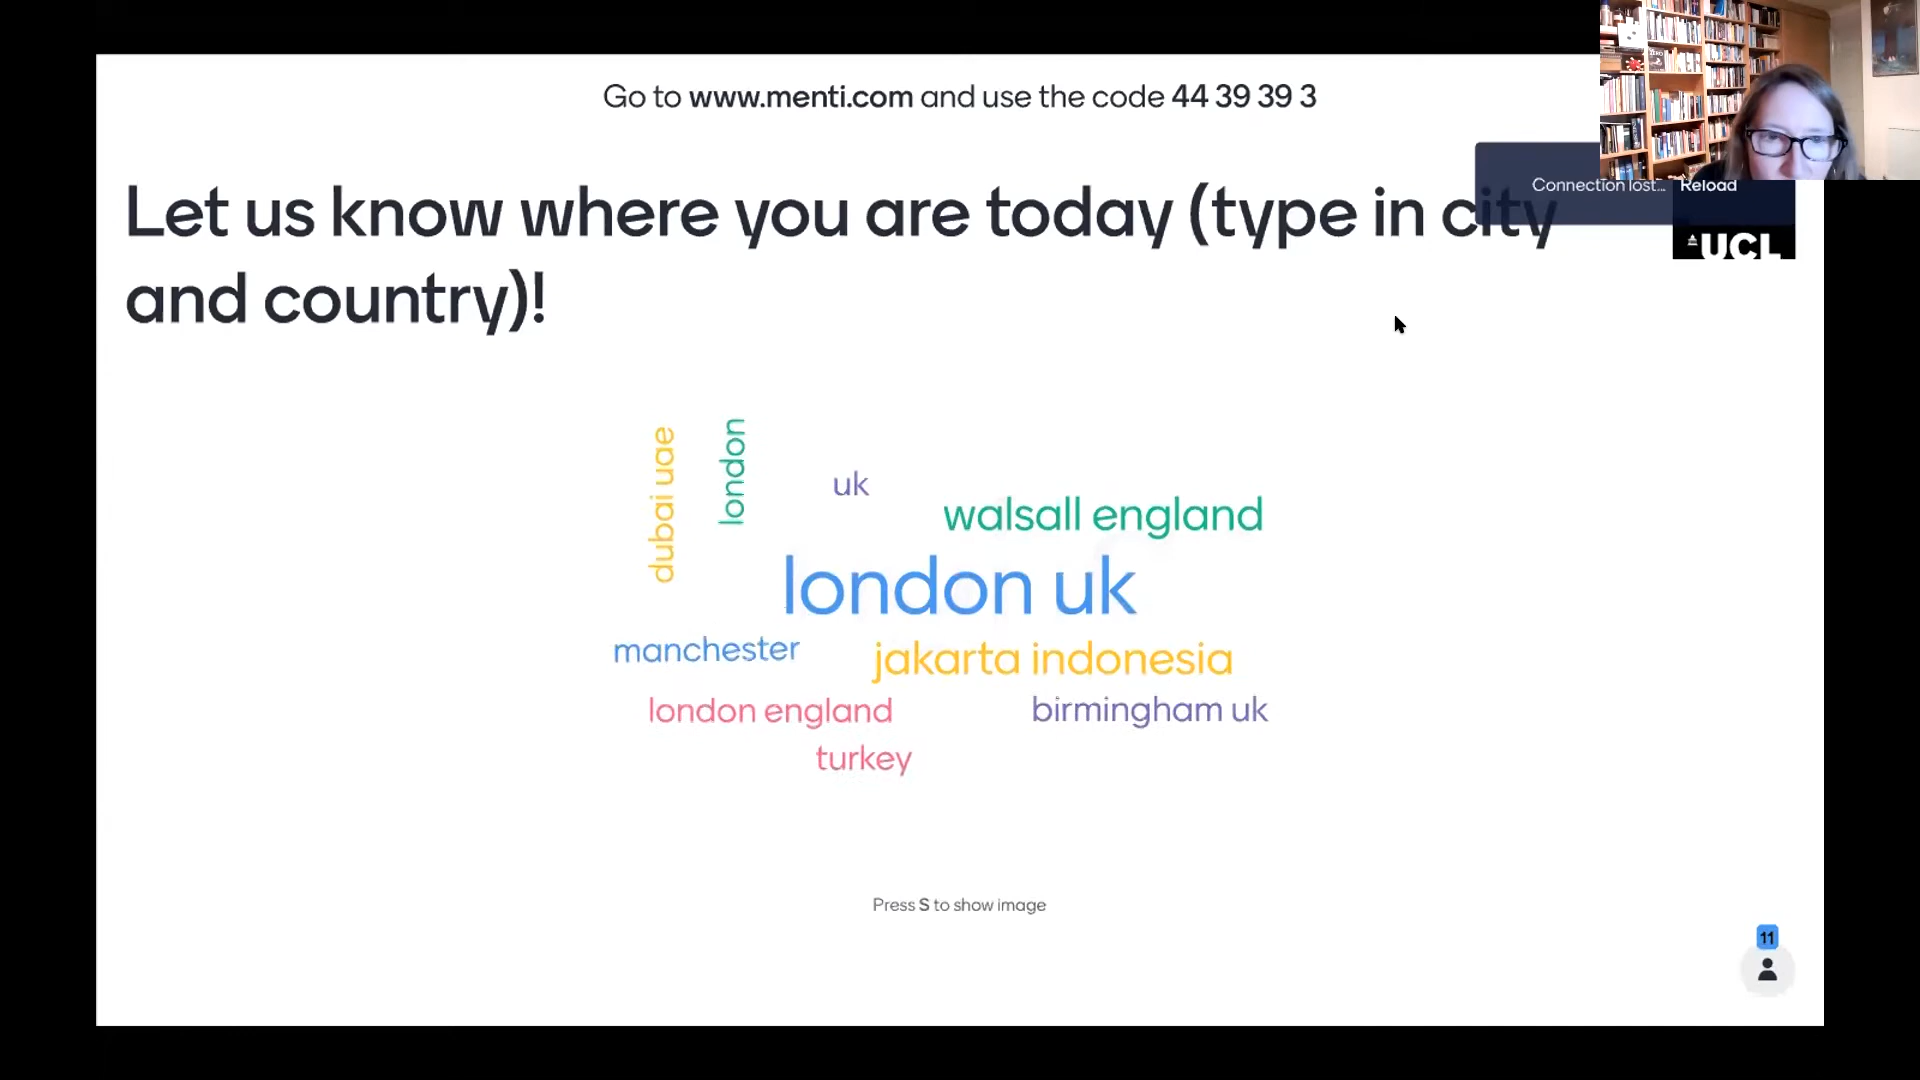 Go to www.menti.com and use the code 44 39 39 3
Connection lost... Reload
Let us know where you are today (type in city
and country)!
UCL
dubai uae
london
uk
walsall england
london uk
manchester
jakarta indonesia
london england
birmingham uk
turkey
Press S to show image
11